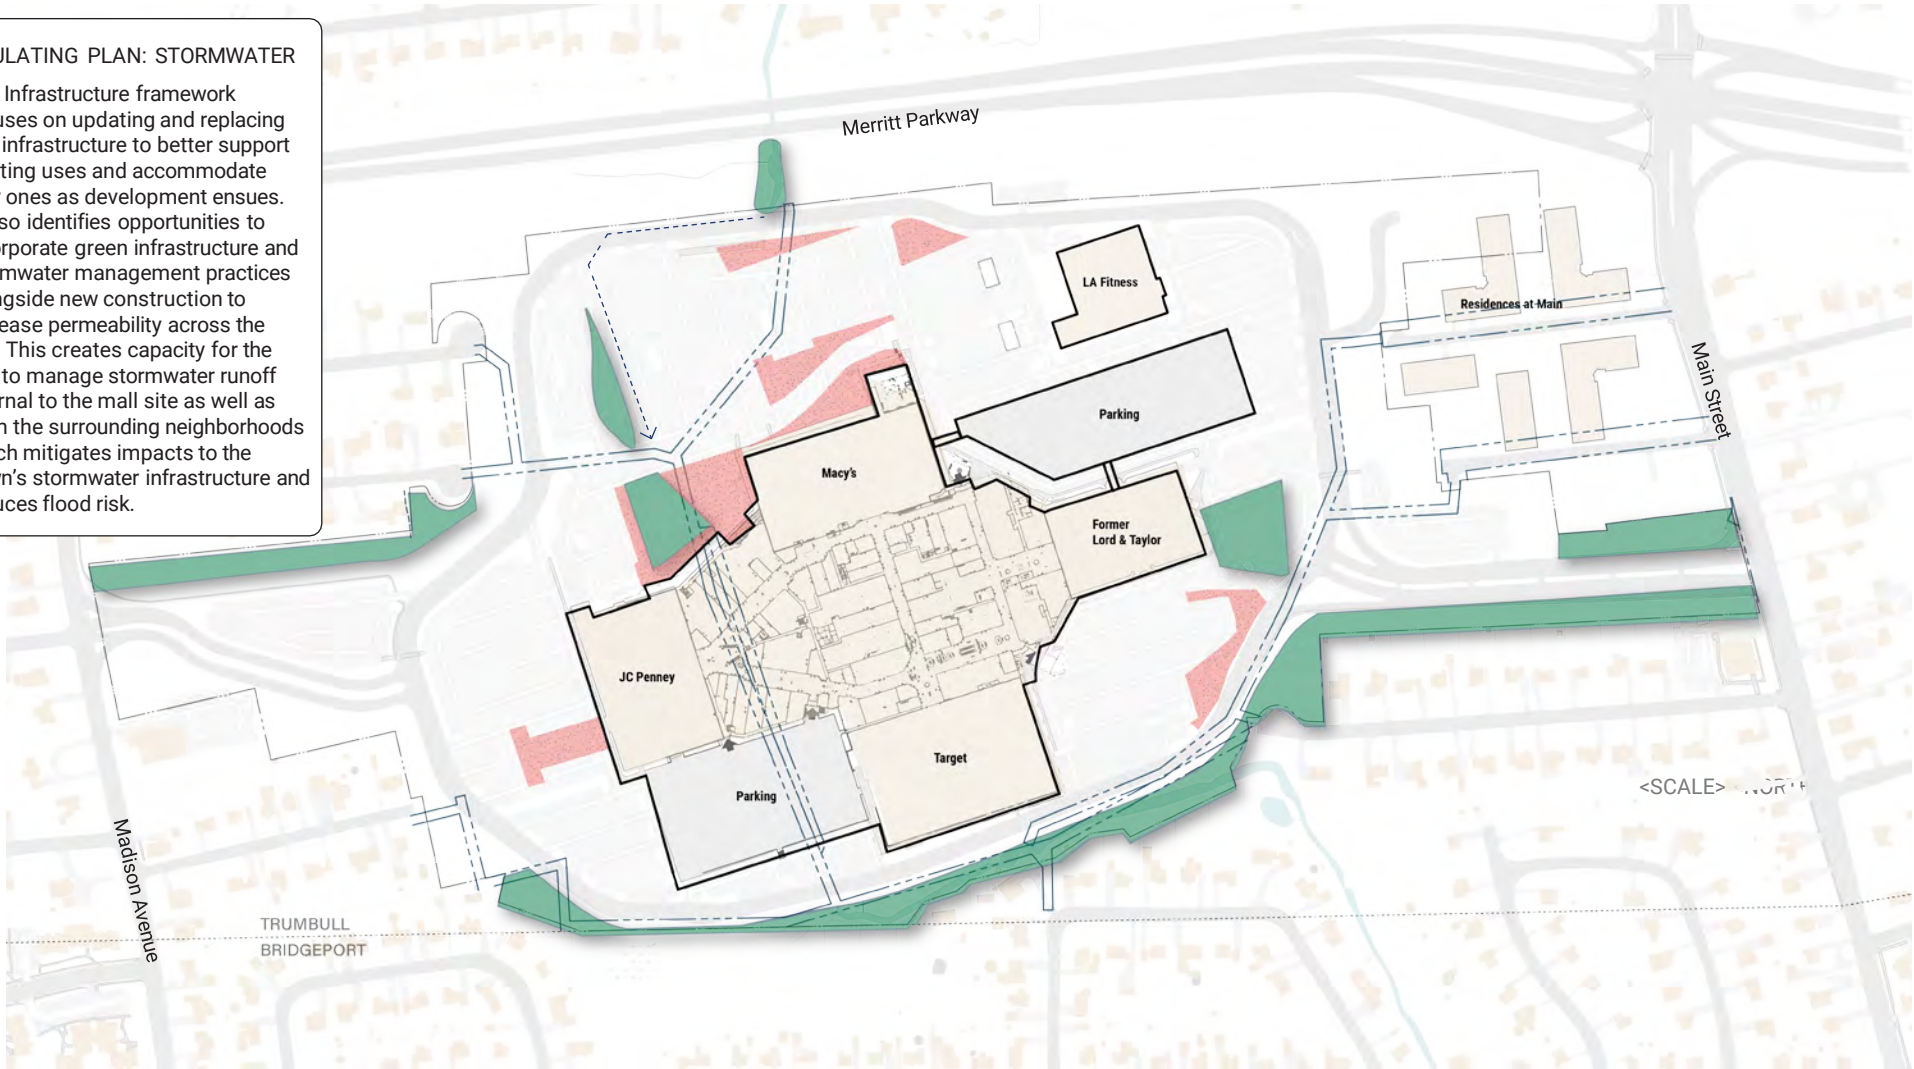 ULATING PLAN: STORMWATER
Infrastructure framework
uses on updating and replacing
infrastructure to better support
ting uses and accommodate
ones as development ensues.
so identifies opportunities to
orporate green infrastructure and
mwater management practices
ngside new construction to
ease permeability across the
This creates capacity for the
to manage stormwater runoff
rnal to the mall site as well as
the surrounding neighborhoods
ch mitigates impacts to the
n's stormwater infrastructure and
uces flood risk.
Merritt Parkway
LA Fitness
Residences at Main
Main Street
Parking
Macy's
Former
Lord & Taylor
JC Penney
Target
Parking
<SCALE>
Madison Avenue
TRUMBULL
BRIDGEPORT